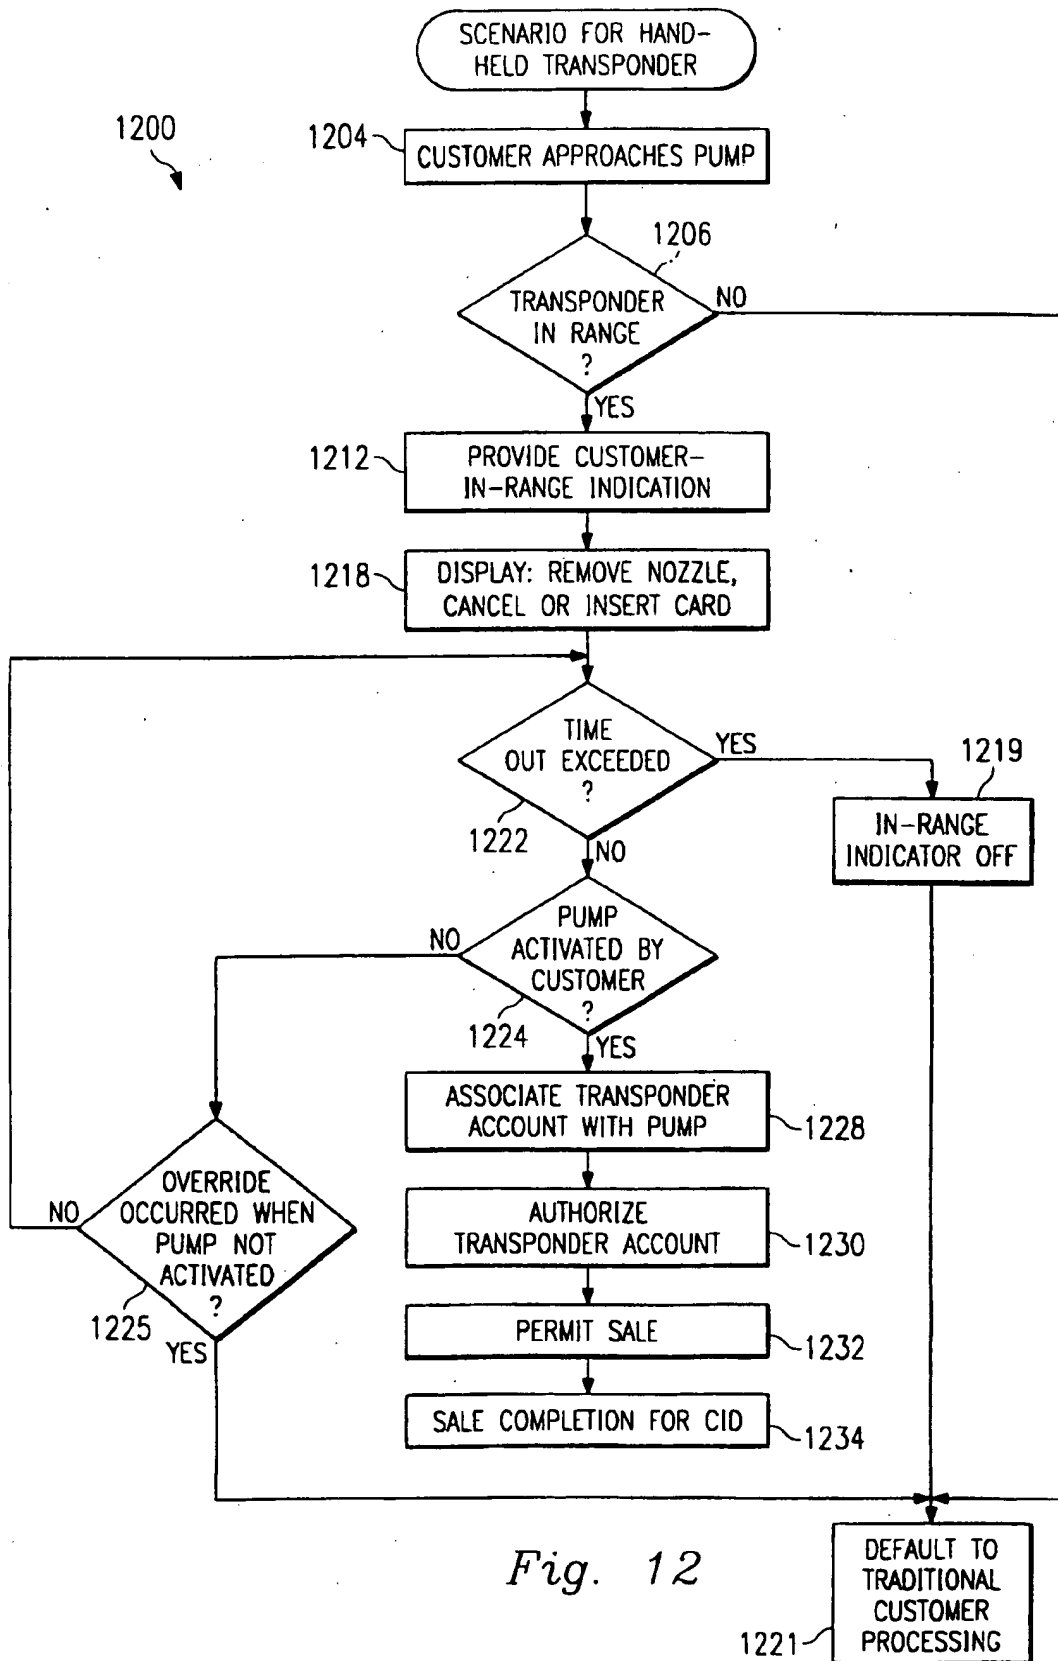 SCENARIO FOR HAND-
HELD TRANSPONDER
1200
1204
CUSTOMER APPROACHES PUMP
1206
TRANSPONDER
IN RANGE
?
NO
YES
1212
PROVIDE CUSTOMER-
IN-RANGE INDICATION
1218
DISPLAY: REMOVE NOZZLE,
CANCEL OR INSERT CARD
TIME
OUT EXCEEDED
?
YES
1222
NO
1219
IN-RANGE
INDICATOR OFF
PUMP
ACTIVATED BY
CUSTOMER
?
NO
1224
YES
ASSOCIATE TRANSPONDER
ACCOUNT WITH PUMP
1228
OVERRIDE
OCCURRED WHEN
PUMP NOT
ACTIVATED
?
NO
1225
YES
AUTHORIZE
TRANSPONDER ACCOUNT
1230
PERMIT SALE
1232
SALE COMPLETION FOR CID
1234
DEFAULT TO
TRADITIONAL
CUSTOMER
PROCESSING
1221
Fig. 12